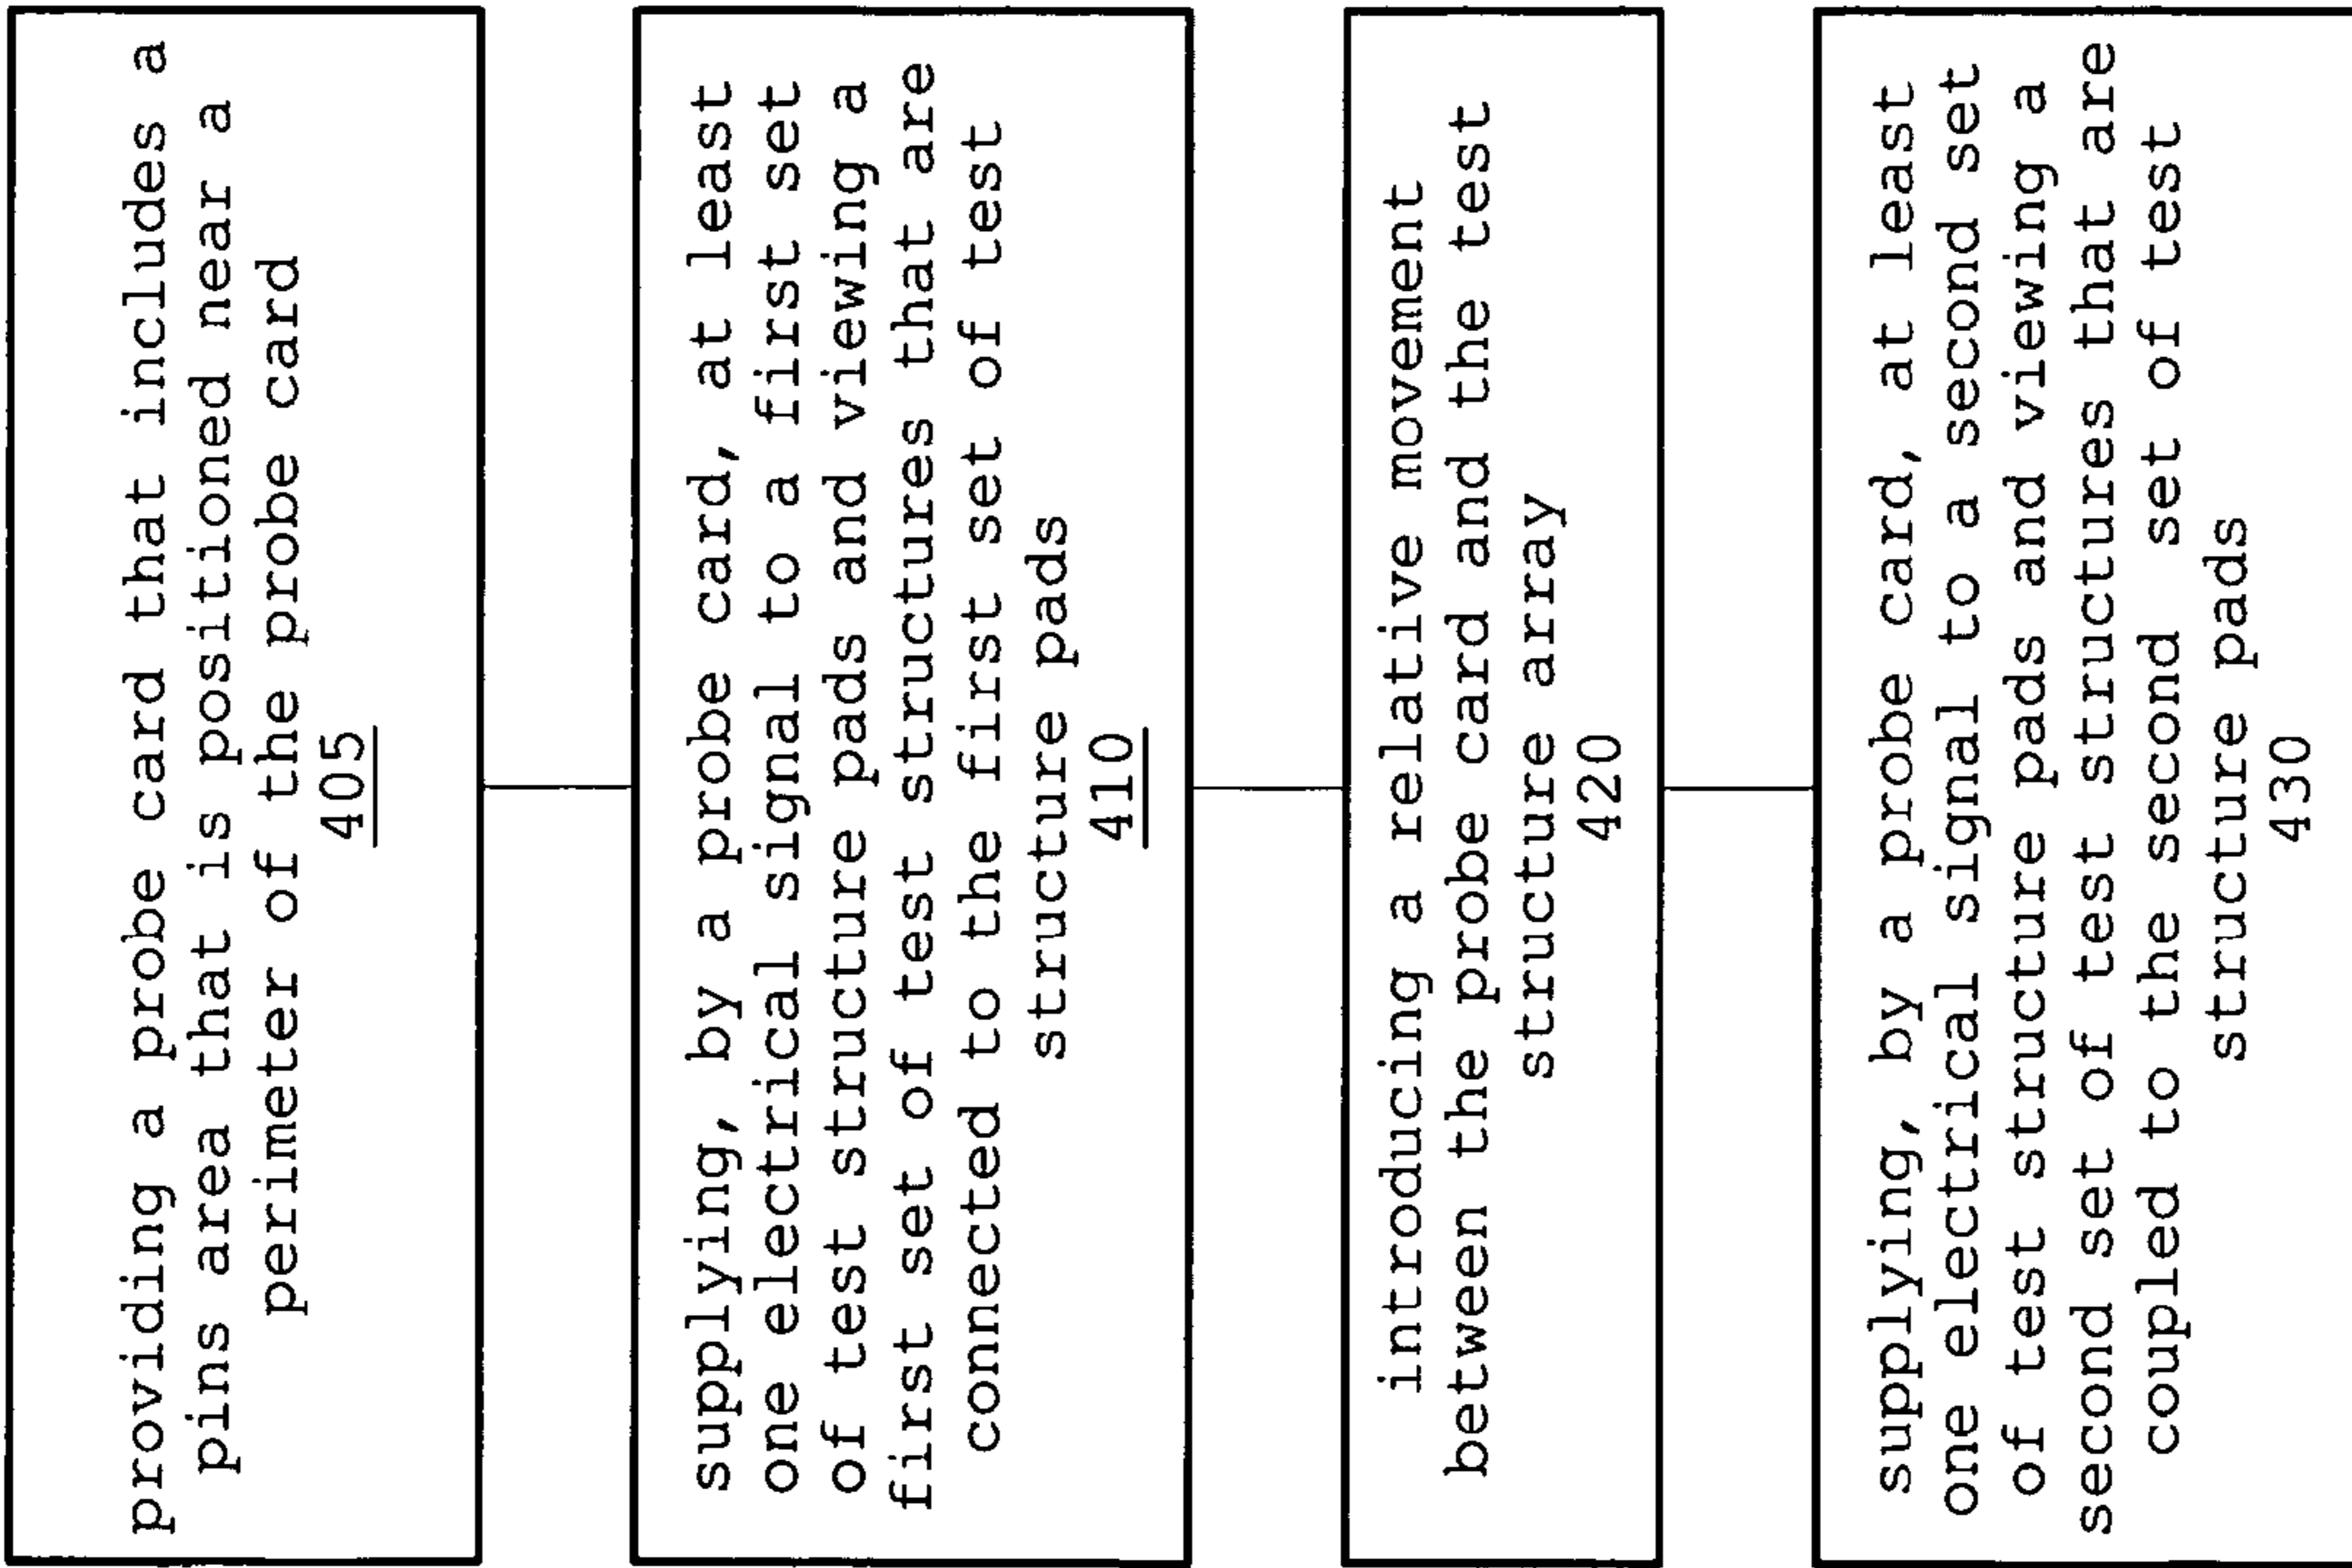 providing a probe card that includes a
pins area that is positioned near a
perimeter of the probe card
405
supplying, by a probe card, at least
one electrical signal to a first set
of test structure pads and viewing a
first set of test structures that are
connected to the first set of test
structure pads
410
introducing a relative movement
between the probe card and the test
structure array
420
supplying, by a probe card, at least
one electrical signal to a second set
of test structure pads and viewing a
second set of test structures that are
coupled to the second set of test
structure pads
430